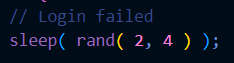 // Login failed
sleep( rand( 2, 4 ) );